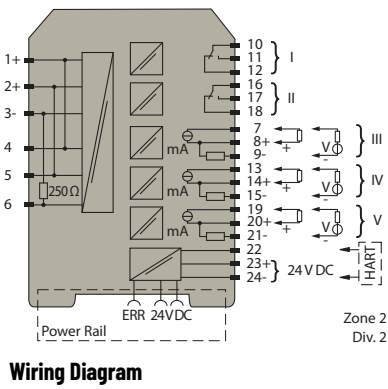 1+
2+
3-
4
5
6
250 Ω
mA
mA
mA
10
11
12
I
16
17
18
II
7
8+
9-
+
V
-
III
13
14+
15-
+
V
-
IV
19
20+
21-
+
V
-
V
22
23+
24-
24 V DC
HART
ERR 24VDC
Power Rail
Zone 2
Div. 2
Wiring Diagram